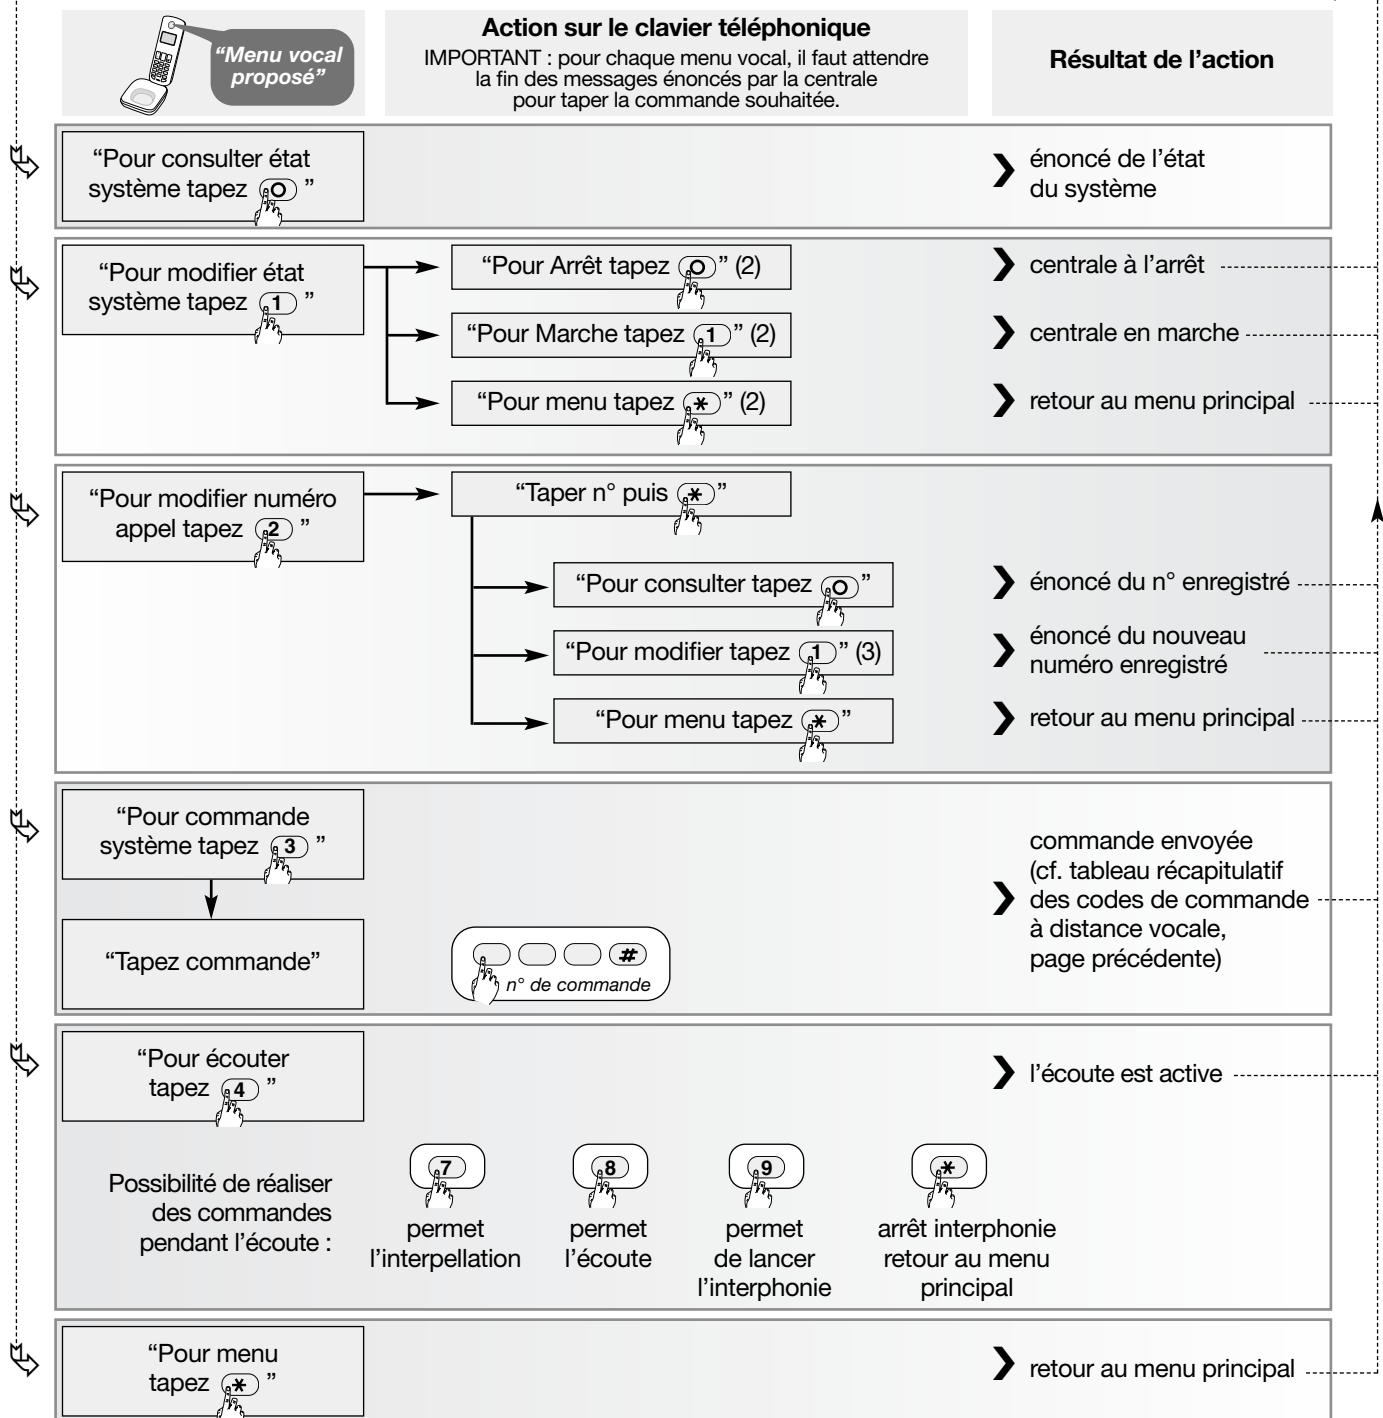 “Menu vocal
proposé”
Action sur le clavier téléphonique
IMPORTANT : pour chaque menu vocal, il faut attendre
la fin des messages énoncés par la centrale
pour taper la commande souhaitée.
Résultat de l’action
“Pour consulter état
système tapez O ”
énoncé de l’état
du système
“Pour modifier état
système tapez 1 ”
“Pour Arrêt tapez O” (2)
centrale à l’arrêt
“Pour Marche tapez 1” (2)
centrale en marche
“Pour menu tapez *” (2)
retour au menu principal
“Pour modifier numéro
appel tapez 2 ”
“Taper n° puis *”
“Pour consulter tapez O”
énoncé du n° enregistré
“Pour modifier tapez 1” (3)
énoncé du nouveau
numéro enregistré
“Pour menu tapez *”
retour au menu principal
“Pour commande
système tapez 3 ”
“Tapez commande”
#
n° de commande
commande envoyée
(cf. tableau récapitulatif
des codes de commande
à distance vocale,
page précédente)
“Pour écouter
tapez 4 ”
l’écoute est active
Possibilité de réaliser
des commandes
pendant l’écoute :
7
permet
l’interpellation
8
permet
l’écoute
9
permet
de lancer
l’interphonie
*
arrêt interphonie
retour au menu
principal
“Pour menu
tapez * ”
retour au menu principal